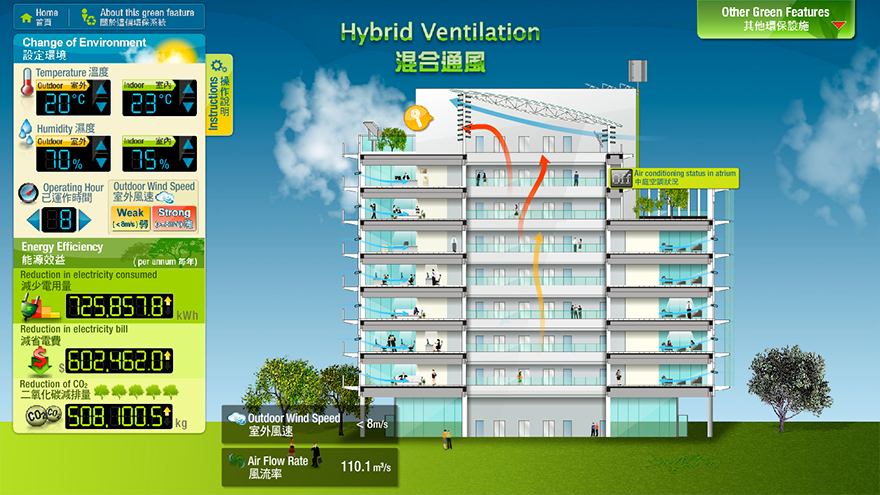 Home
首頁
About this green feature
關於這個環保系統
Hybrid Ventilation
混合通風
Other Green Features
其他環保設施
Change of Environment
設定環境
Temperature 溫度
Outdoor 室外
20°C
Indoor 室內
23°C
Humidity 濕度
Outdoor 室外
70%
Indoor 室內
75%
Operating Hour
已運作時間
8
Outdoor Wind Speed
室外風速
Weak
(<8m/s) 弱
Strong
Instructions
操作說明
Energy Efficiency
能源效益
(per annum 每年)
Reduction in electricity consumed
減少電用量
725,857.8
kWh
Reduction in electricity bill
減省電費
$
602,462.0
Reduction of CO₂
二氧化碳減排量
CO₂
508,100.5
kg
Air conditioning status in atrium
中庭空調狀況
Outdoor Wind Speed
室外風速
< 8m/s
Air Flow Rate
風流率
110.1 m³/s